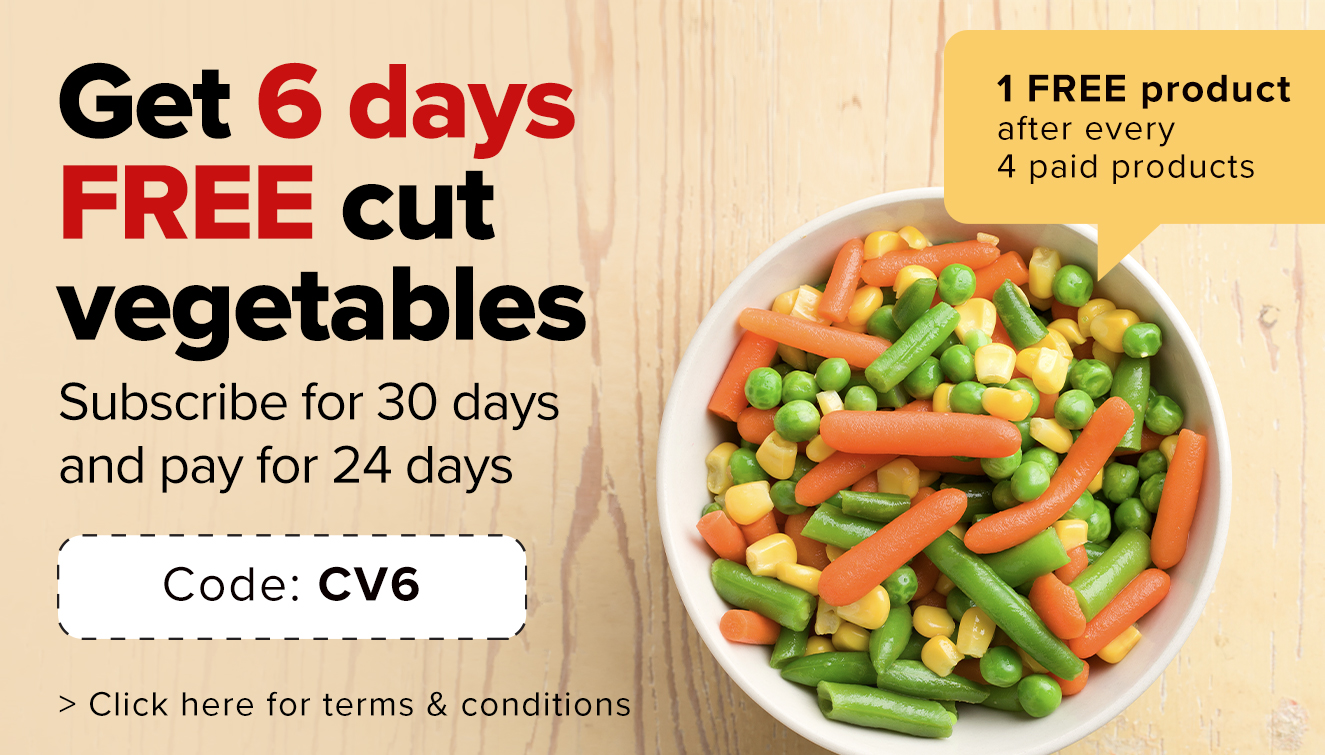 Get 6 days
FREE cut
vegetables
Subscribe for 30 days
and pay for 24 days
Code: CV6
> Click here for terms & conditions
1 FREE product
after every
4 paid products